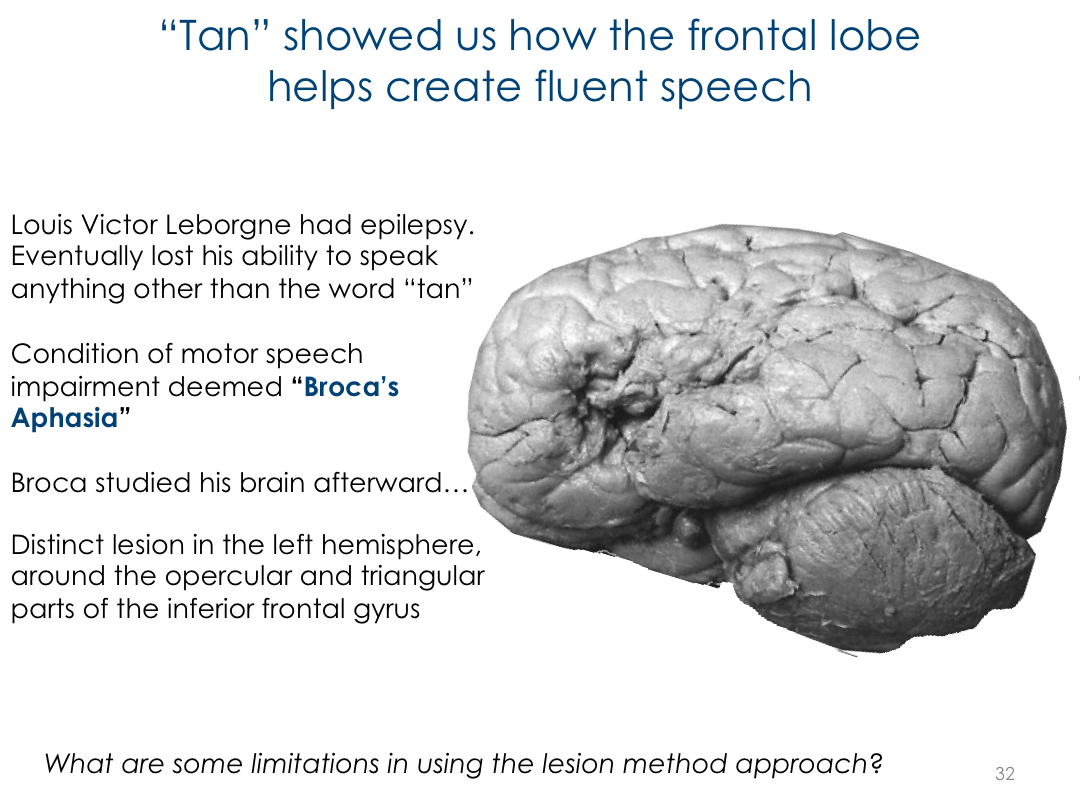 “Tan” showed us how the frontal lobe
helps create fluent speech
Louis Victor Leborgne had epilepsy.
Eventually lost his ability to speak
anything other than the word “tan”
Condition of motor speech
impairment deemed “Broca’s
Aphasia”
Broca studied his brain afterward…
Distinct lesion in the left hemisphere,
around the opercular and triangular
parts of the inferior frontal gyrus
What are some limitations in using the lesion method approach?
32